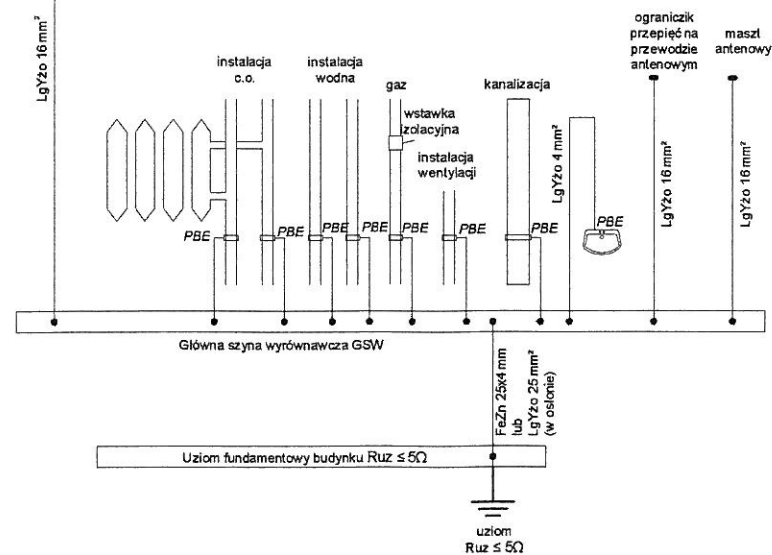 LgYżo 16 mm²
instalacja
c.o.
instalacja
wodna
gaz
wstawka
izolacyjna
instalacja
wentylacji
kanalizacja
LgYżo 4 mm²
ograniczik
przepięć na
przewodzie
antenowym
maszt
antenowy
LgYżo 16 mm²
LgYżo 16 mm²
PBE
PBE
PBE
PBE
PBE
PBE
PBE
PBE
Główna szyna wyrównawcza GSW
FeZn 25x4 mm
lub
LgYżo 25 mm²
(w osłonie)
Uziom fundamentowy budynku Ruz ≤ 5Ω
uziom
Ruz ≤ 5Ω